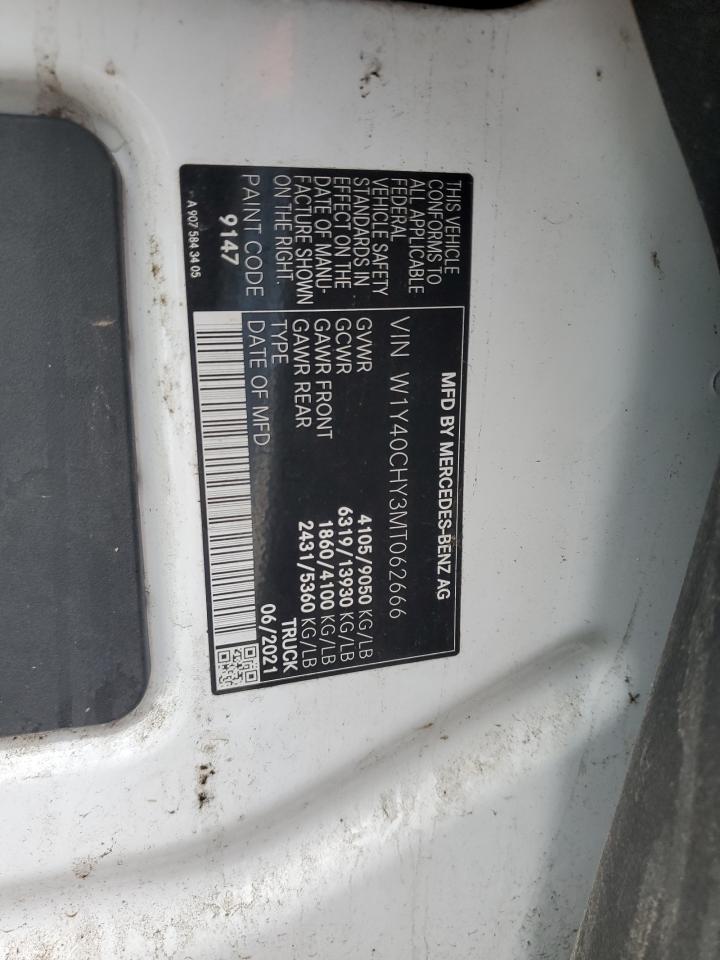 MFD BY MERCEDES-BENZ AG
VIN W1Y40CHY3MT062666
GVWR 4105/9050 KG/LB
GCWR 6319/13930 KG/LB
GAWR FRONT 1860/4100 KG/LB
GAWR REAR 2431/5360 KG/LB
TYPE TRUCK
DATE OF MFD 06/2021
THIS VEHICLE
CONFORMS TO
ALL APPLICABLE
FEDERAL
VEHICLE SAFETY
STANDARDS IN
EFFECT ON THE
DATE OF MANU-
FACTURE SHOWN
ON THE RIGHT.
PAINT CODE
9147
A 907 584 34 05